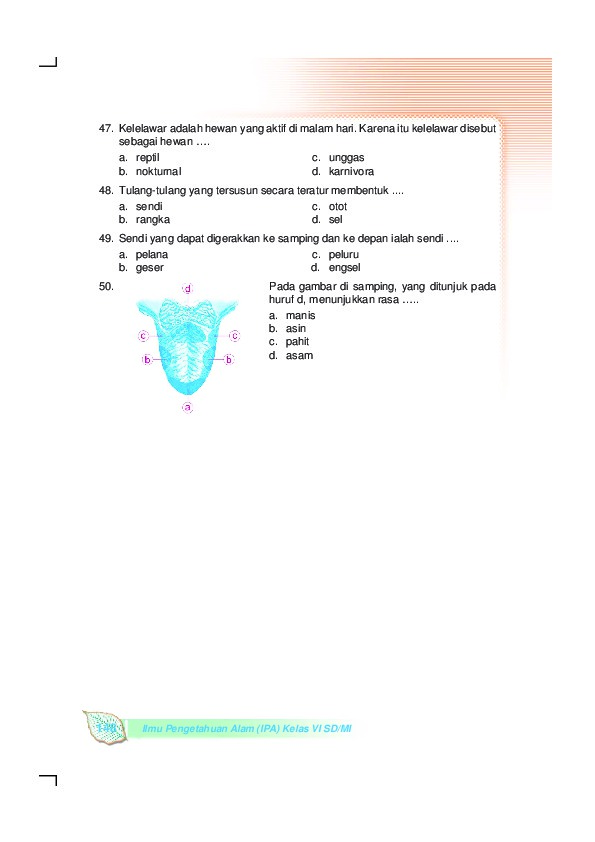 47. Kelelawar adalah hewan yang aktif di malam hari. Karena itu kelelawar disebut
sebagai hewan ....
a. reptil c. unggas
b. nokturnal d. karnivora
48. Tulang-tulang yang tersusun secara teratur membentuk ....
a. sendi c. otot
b. rangka d. sel
49. Sendi yang dapat digerakkan ke samping dan ke depan ialah sendi ....
a. pelana c. peluru
b. geser d. engsel
50. Pada gambar di samping, yang ditunjuk pada
huruf d, menunjukkan rasa .....
a. manis
b. asin
c. pahit
d. asam
d
c c
b b
a
Ilmu Pengetahuan Alam (IPA) Kelas VI SD/MI